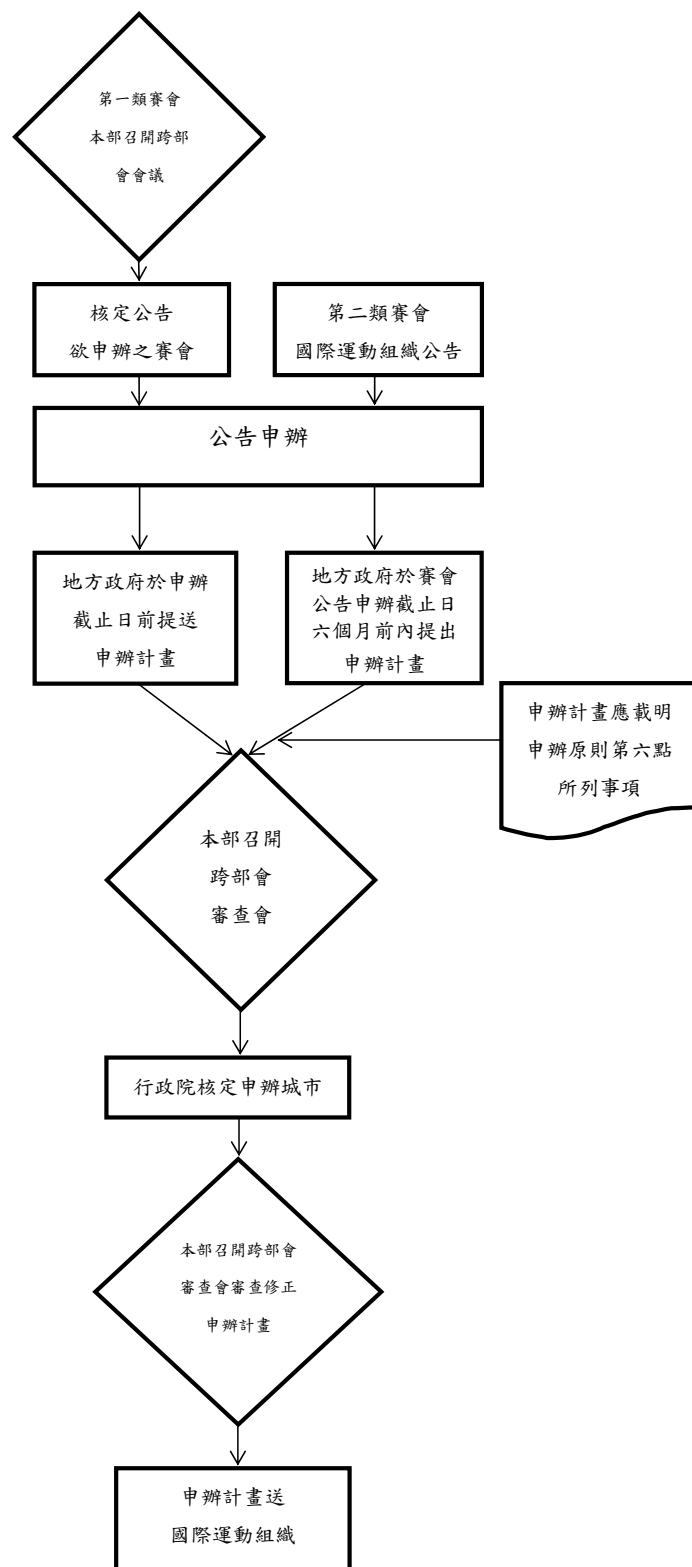 第一類賽會
本部召開跨部
會會議
核定公告
欲申辦之賽會
第二類賽會
國際運動組織公告
公告申辦
地方政府於申辦
截止日前提送
申辦計畫
地方政府於賽會
公告申辦截止日
六個月前內提出
申辦計畫
申辦計畫應載明
申辦原則第六點
所列事項
本部召開
跨部會
審查會
行政院核定申辦城市
本部召開跨部會
審查會審查修正
申辦計畫
申辦計畫送
國際運動組織